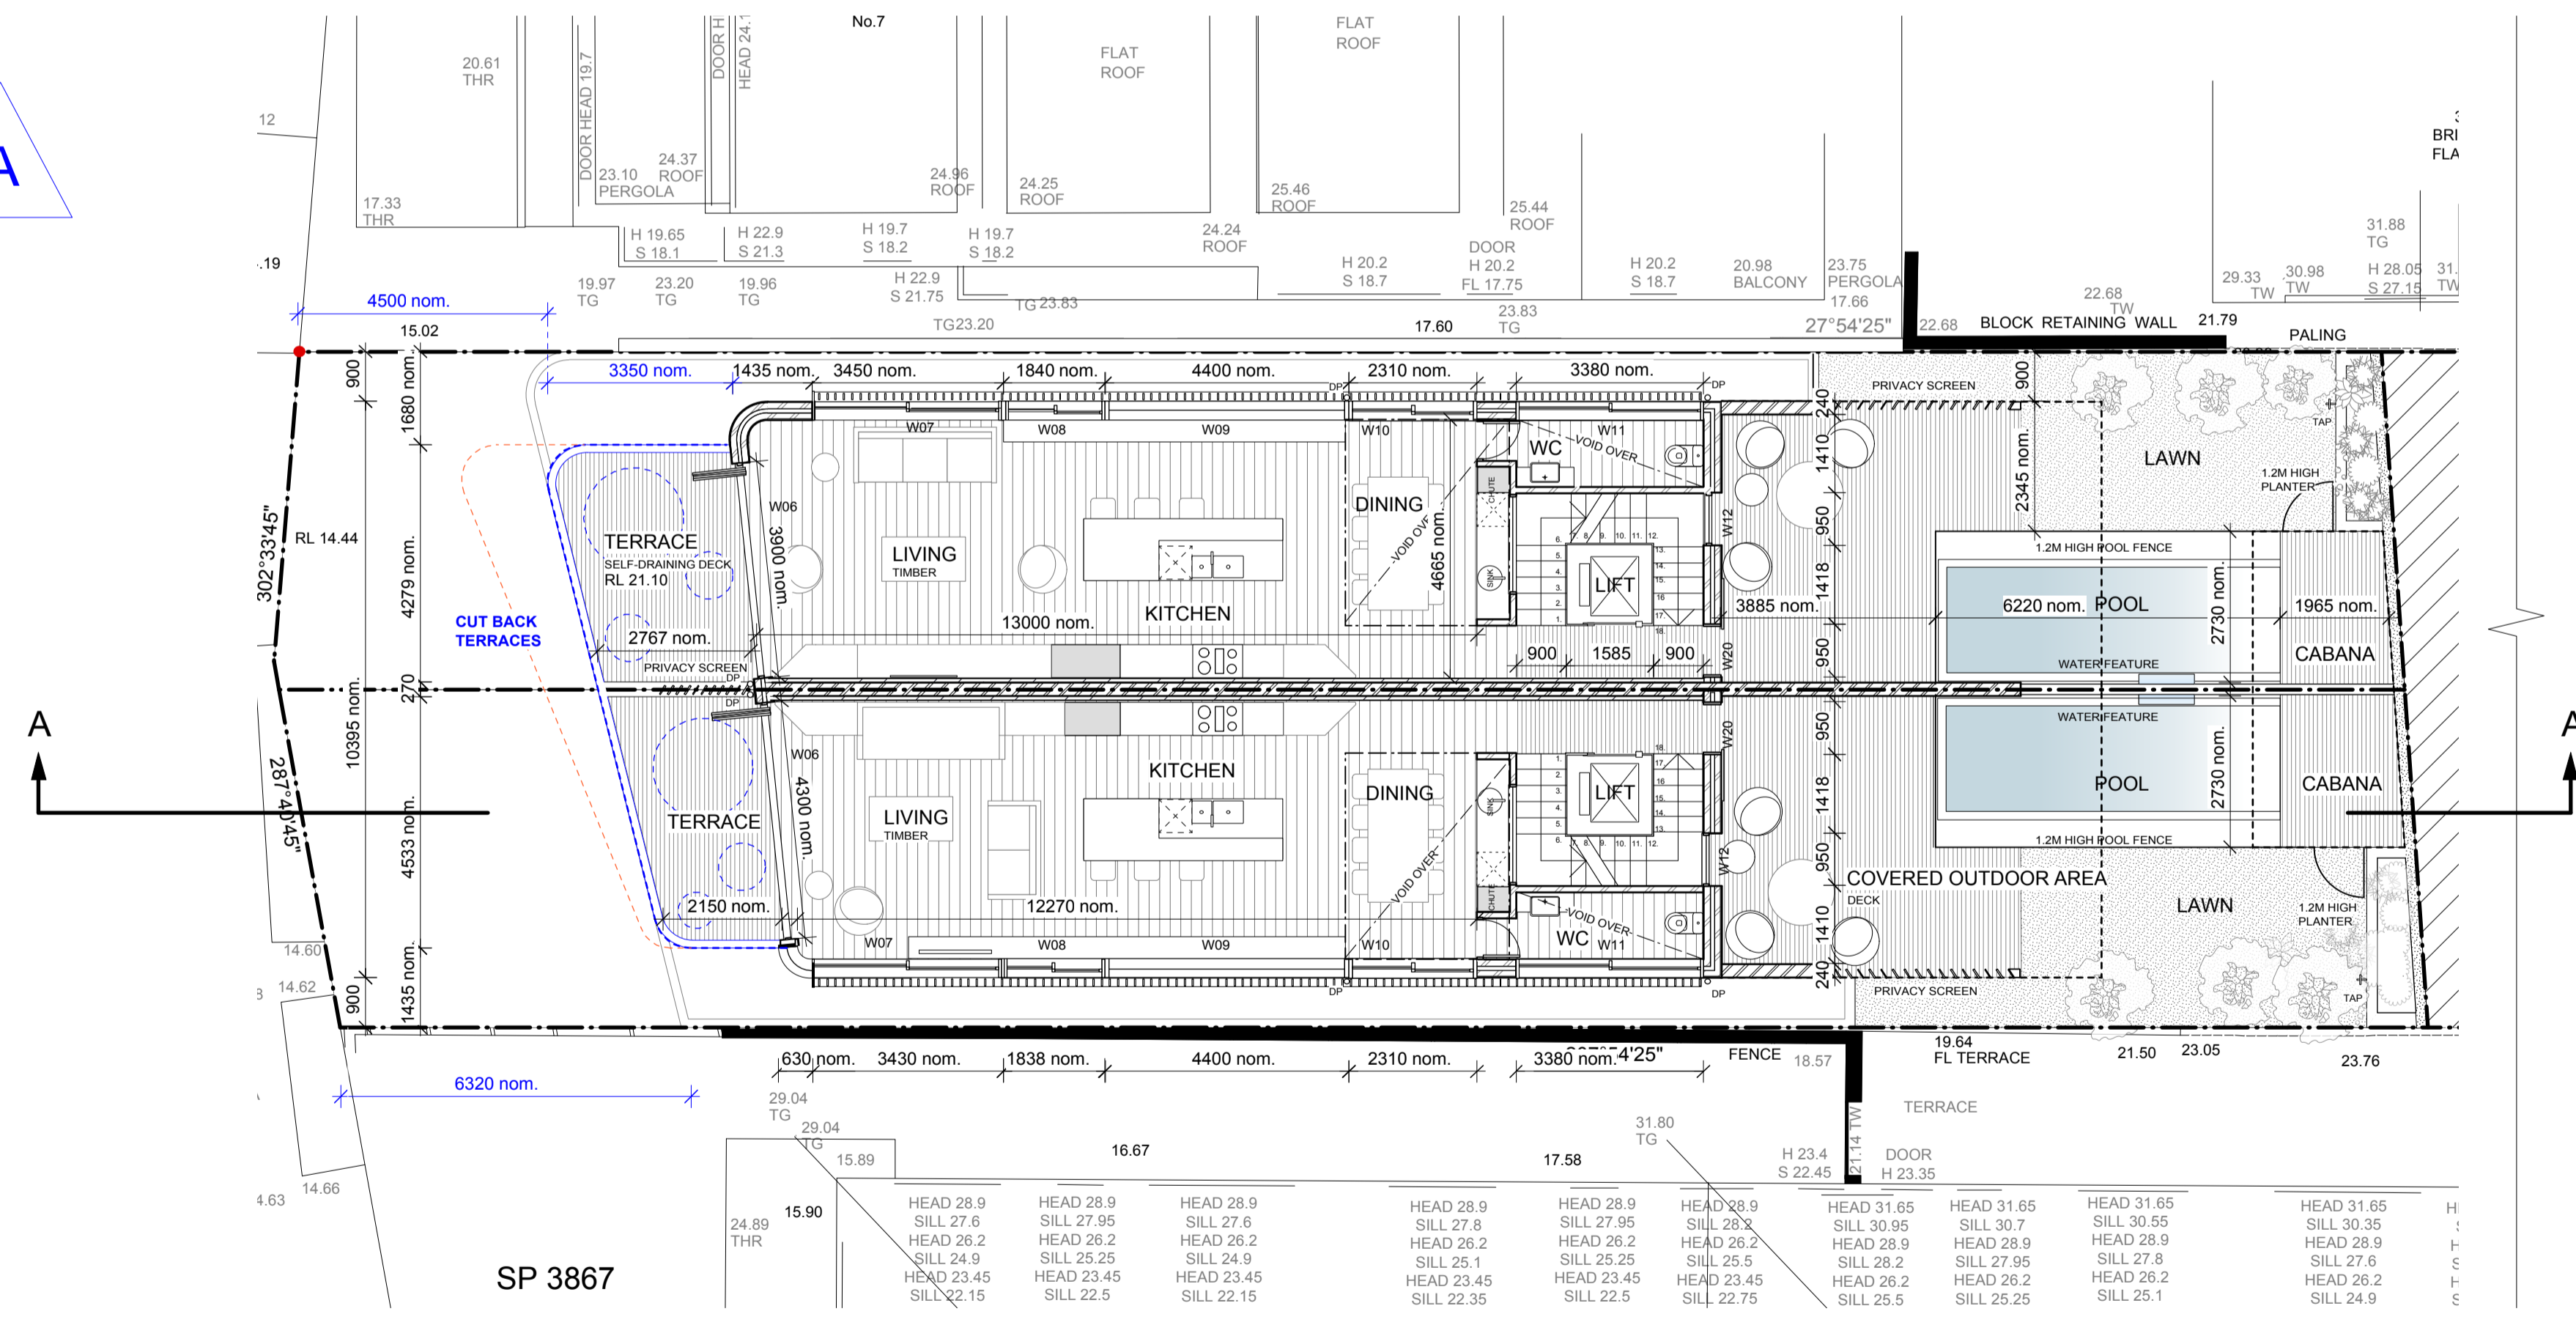 No.7
FLAT
ROOF
FLAT
ROOF
20.61
THR
DOOR HEAD 19.7
12
A
24.37
ROOF
23.10
PERGOLA
24.96
ROOF
24.25
ROOF
25.46
ROOF
25.44
ROOF
17.33
THR
24.24
ROOF
H 19.65
S 18.1
H 22.9
S 21.3
H 19.7
S 18.2
H 19.7
S 18.2
H 20.2
S 18.7
DOOR
H 20.2
FL 17.75
H 20.2
S 18.7
20.98
BALCONY
23.75
PERGOLA
17.66
31.88
TG
29.33
TW
30.98
TW
H 28.05
S 27.15
19.97
TG
23.20
TG
19.96
TG
H 22.9
S 21.75
TG 23.83
TG23.20
17.60
23.83
TG
27°54'25"
22.68
BLOCK RETAINING WALL
22.68
TW
21.79
PALING
4500 nom.
15.02
3350 nom.
1435 nom.
3450 nom.
1840 nom.
4400 nom.
2310 nom.
3380 nom.
DP
DP
PRIVACY SCREEN
900
1680 nom.
900
240
1410
2345 nom.
TAP
W07
W08
W09
W10
W11
WC
VOID OVER
LAWN
1.2M HIGH
PLANTER
302°33'45"
RL 14.44
4279 nom.
TERRACE
SELF-DRAINING DECK
RL 21.10
W06
3900 nom.
LIVING
TIMBER
KITCHEN
DINING
VOID OVER
4665 nom.
CHUTE
SINK
LIFT
W12
950
1418
1.2M HIGH POOL FENCE
3885 nom.
6220 nom.
POOL
2730 nom.
1965 nom.
CUT BACK
TERRACES
2767 nom.
13000 nom.
PRIVACY SCREEN
DP
DP
900
1585
900
W20
950
WATER FEATURE
CABANA
270
10395 nom.
A
A
287°40'45"
W06
4300 nom.
KITCHEN
LIVING
TIMBER
DINING
VOID OVER
SINK
CHUTE
LIFT
W20
W12
950
1418
950
1410
240
WATER FEATURE
POOL
2730 nom.
CABANA
1.2M HIGH POOL FENCE
TERRACE
4533 nom.
2150 nom.
12270 nom.
COVERED OUTDOOR AREA
DECK
LAWN
1.2M HIGH
PLANTER
W07
W08
W09
W10
WC
VOID OVER
W11
900
1435 nom.
DP
DP
PRIVACY SCREEN
TAP
14.60
14.62
630 nom.
3430 nom.
1838 nom.
4400 nom.
2310 nom.
3380 nom.
FENCE
18.57
19.64
FL TERRACE
21.50
23.05
23.76
6320 nom.
29.04
TG
29.04
TG
15.89
16.67
31.80
TG
17.58
H 23.4
S 22.45
21.14 TW
DOOR
H 23.35
TERRACE
14.66
15.90
24.89
THR
SP 3867
HEAD 28.9
SILL 27.6
HEAD 26.2
SILL 24.9
HEAD 23.45
SILL 22.15
HEAD 28.9
SILL 27.95
HEAD 26.2
SILL 25.25
HEAD 23.45
SILL 22.5
HEAD 28.9
SILL 27.6
HEAD 26.2
SILL 24.9
HEAD 23.45
SILL 22.15
HEAD 28.9
SILL 27.8
HEAD 26.2
SILL 25.1
HEAD 23.45
SILL 22.35
HEAD 28.9
SILL 27.95
HEAD 26.2
SILL 25.25
HEAD 23.45
SILL 22.5
HEAD 28.9
SILL 28.2
HEAD 26.2
SILL 25.5
HEAD 23.45
SILL 22.75
HEAD 31.65
SILL 30.95
HEAD 28.9
SILL 28.2
HEAD 26.2
SILL 25.5
HEAD 31.65
SILL 30.7
HEAD 28.9
SILL 27.95
HEAD 26.2
SILL 25.25
HEAD 31.65
SILL 30.55
HEAD 28.9
SILL 27.8
HEAD 26.2
SILL 25.1
HEAD 31.65
SILL 30.35
HEAD 28.9
SILL 27.6
HEAD 26.2
SILL 24.9